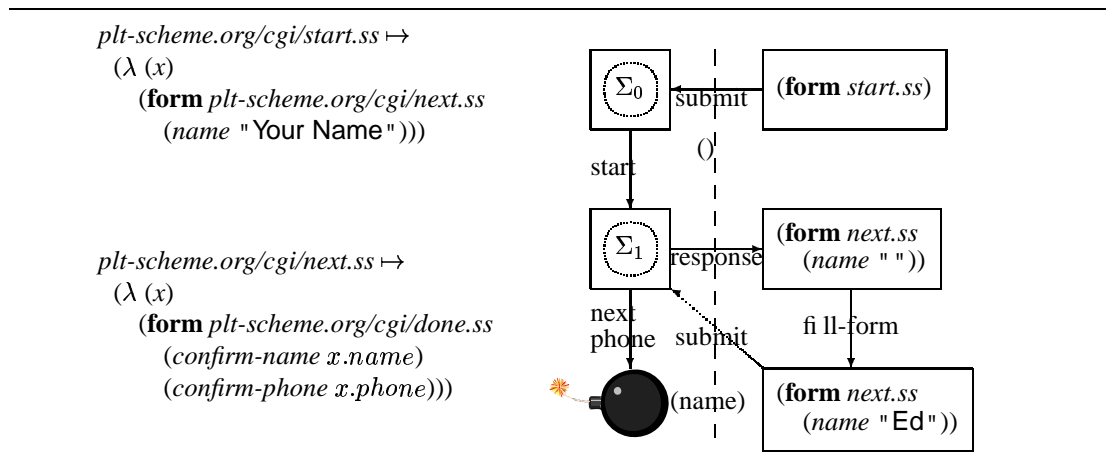 plt-scheme.org/cgi/start.ss ↦
(λ (x)
(form plt-scheme.org/cgi/next.ss
(name "Your Name")))
plt-scheme.org/cgi/next.ss ↦
(λ (x)
(form plt-scheme.org/cgi/done.ss
(confirm-name x.name)
(confirm-phone x.phone)))
Σ0
submit
(form start.ss)
()
start
Σ1
response
(form next.ss
(name ""))
next
phone
submit
fi ll-form
(name)
(form next.ss
(name "Ed"))